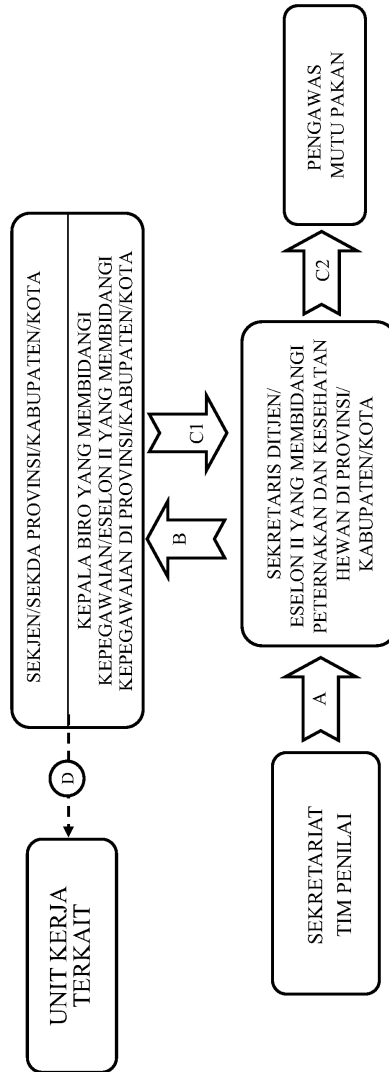 SEKJEN/SEKDA PROVINSI/KABUPATEN/KOTA
KEPALA BIRO YANG MEMBIDANGI
KEPEGAWAIAN/ESELON II YANG MEMBIDANGI
KEPEGAWAIAN DI PROVINSI/KABUPATEN/KOTA
D
UNIT KERJA
TERKAIT
B
C1
SEKRETARIAT
TIM PENILAI
A
SEKRETARIS DITJEN/
ESELON II YANG MEMBIDANGI
PETERNAKAN DAN KESEHATAN
HEWAN DI PROVINSI/
KABUPATEN/KOTA
C2
PENGAWAS
MUTU PAKAN